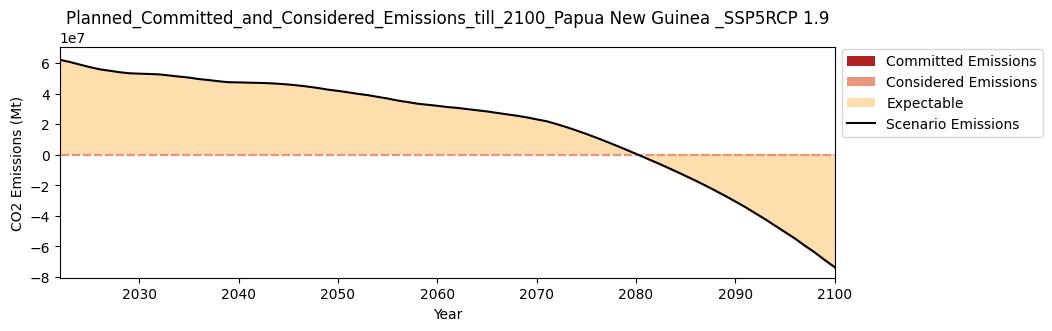 Planned_Committed_and_Considered_Emissions_till_2100_Papua New Guinea _SSP5RCP 1.9
1e7
6
4
2
0
−2
−4
−6
−8
CO2 Emissions (Mt)
2030 2040 2050 2060 2070 2080 2090 2100
Year
Committed Emissions
Considered Emissions
Expectable
Scenario Emissions